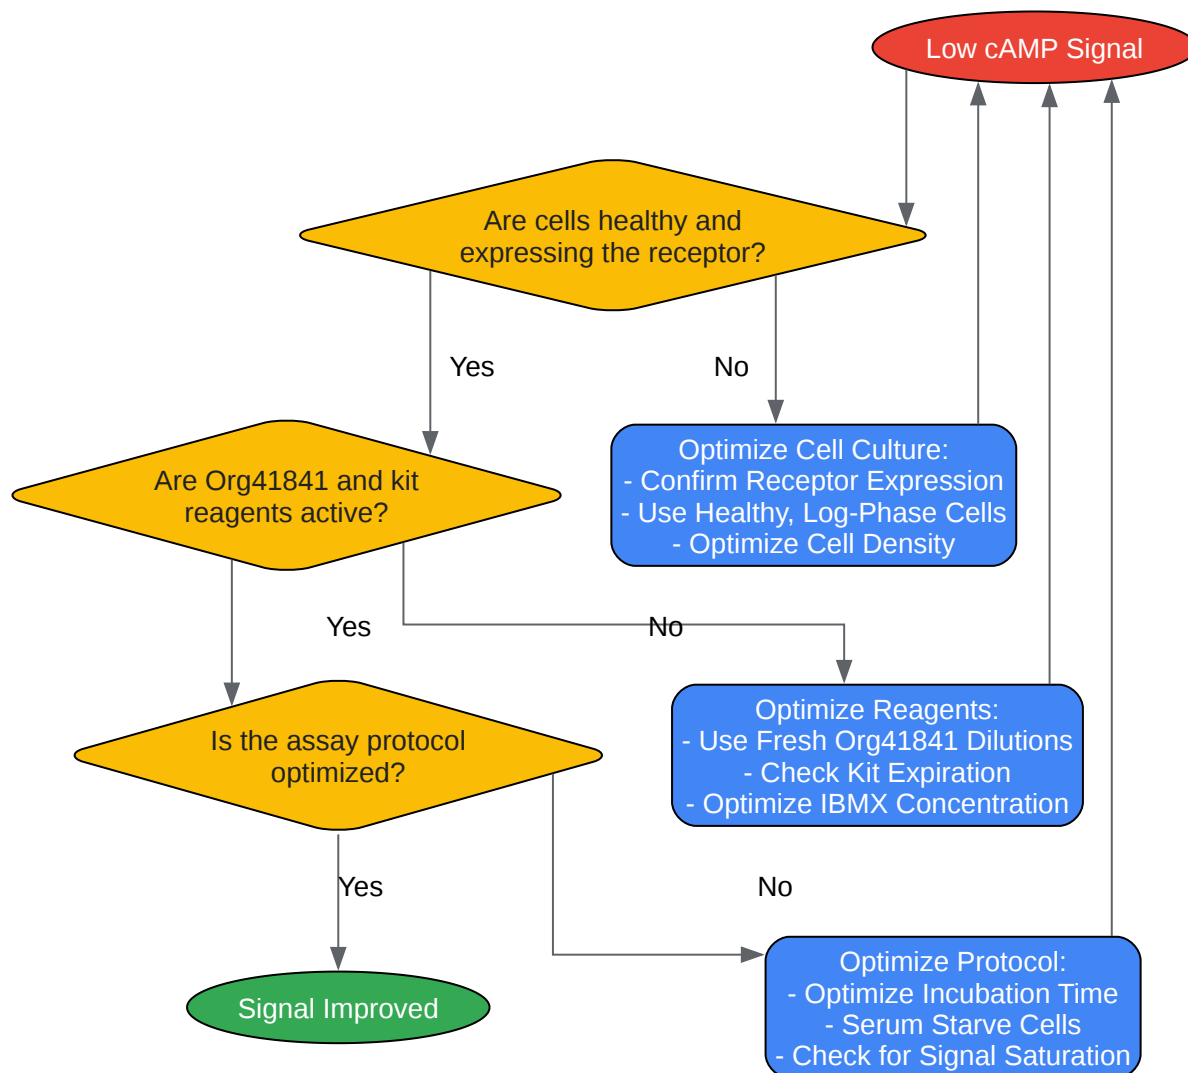 Low cAMP Signal
Are cells healthy and
expressing the receptor?
Yes
No
Are Org41841 and kit
reagents active?
Optimize Cell Culture:
- Confirm Receptor Expression
- Use Healthy, Log-Phase Cells
- Optimize Cell Density
Yes
No
Is the assay protocol
optimized?
Optimize Reagents:
- Use Fresh Org41841 Dilutions
- Check Kit Expiration
- Optimize IBMX Concentration
Yes
No
Signal Improved
Optimize Protocol:
- Optimize Incubation Time
- Serum Starve Cells
- Check for Signal Saturation